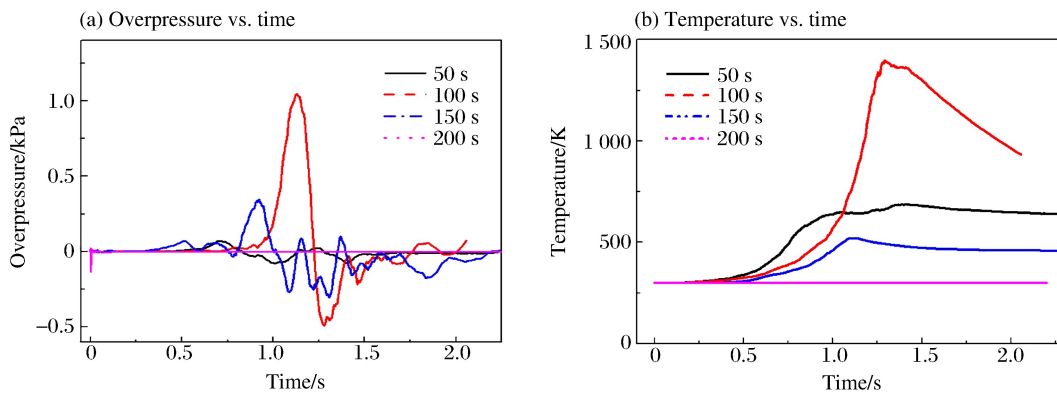 (a) Overpressure vs. time
Overpressure/kPa
1.0
0.5
0
−0.5
50 s
100 s
150 s
200 s
0
0.5
1.0
1.5
2.0
Time/s
(b) Temperature vs. time
Temperature/K
1 500
1 000
500
0
50 s
100 s
150 s
200 s
0
0.5
1.0
1.5
2.0
Time/s